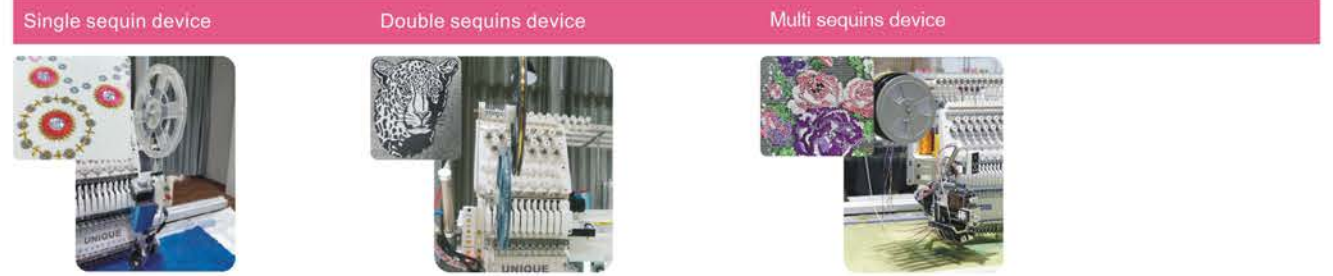 Single sequin device
Double sequins device
Multi sequins device
UNIQUE
UNIQUE